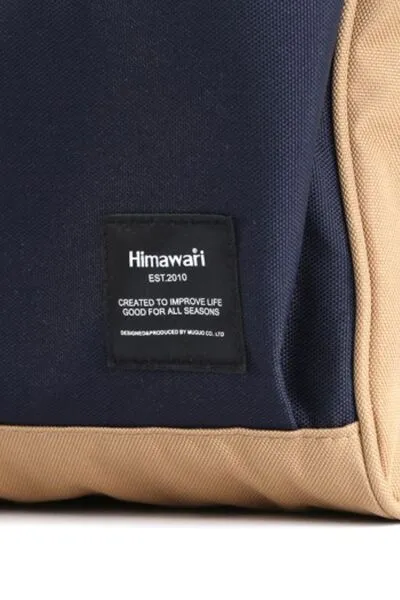 Himawari
EST.2010
CREATED TO IMPROVE LIFE
GOOD FOR ALL SEASONS
DESIGNED&PRODUCED BY MUGUO CO. LTD